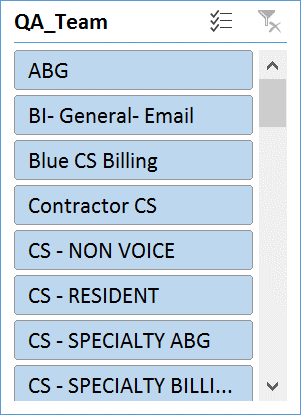 QA_Team
ABG
BI- General- Email
Blue CS Billing
Contractor CS
CS - NON VOICE
CS - RESIDENT
CS - SPECIALTY ABG
CS - SPECIALTY BILLI...